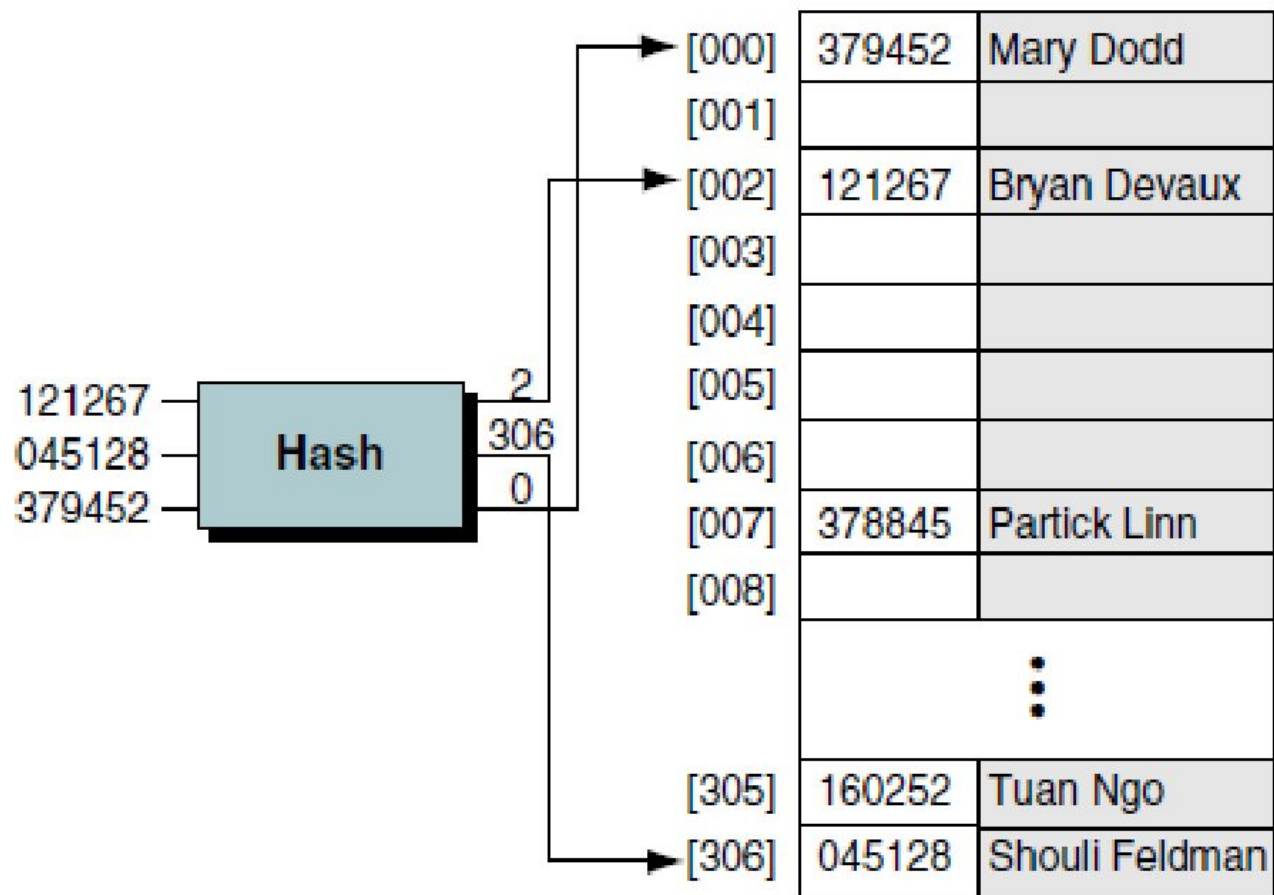 [000] 379452 Mary Dodd
[001]
[002] 121267 Bryan Devaux
[003]
[004]
[005]
[006]
[007] 378845 Partick Linn
[008]
[305] 160252 Tuan Ngo
[306] 045128 Shouli Feldman
121267
045128
379452
Hash
2
306
0